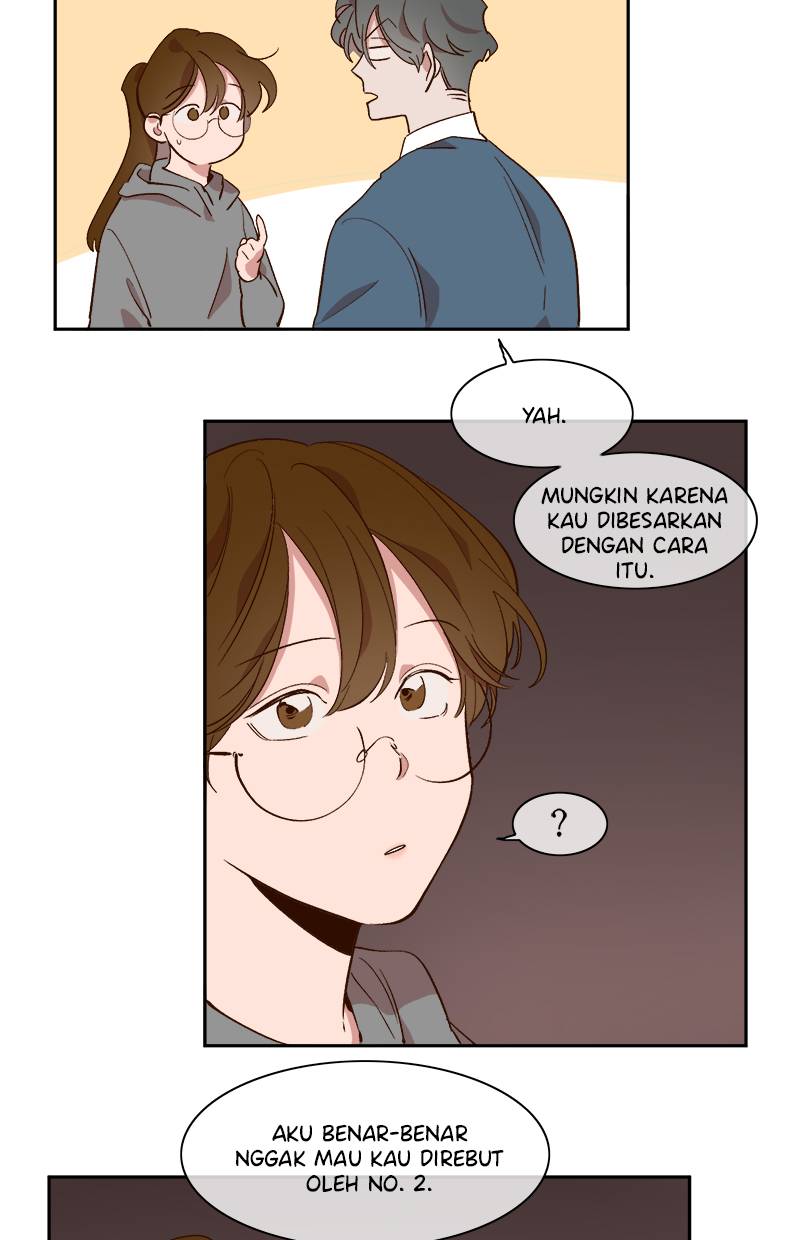 YAH.
MUNGKIN KARENA
KAU DIBESARKAN
DENGAN CARA
ITU.
?
AKU BENAR-BENAR
NGGAK MAU KAU DIREBUT
OLEH NO. 2.